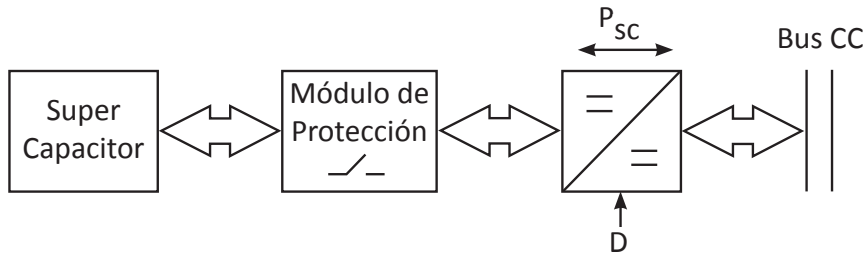 Super
Capacitor
Módulo de
Protección
P_sc
D
Bus CC